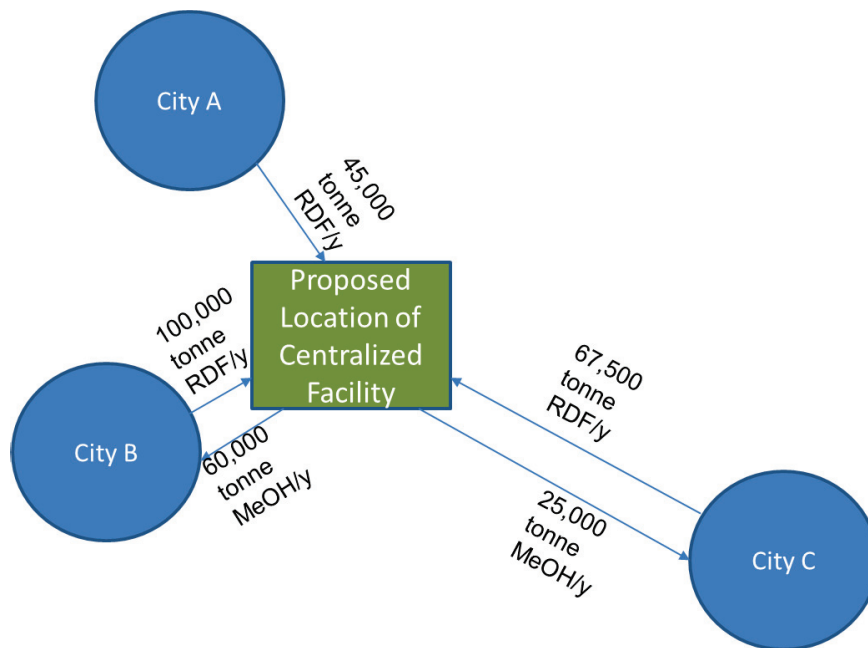 City A
45,000
tonne
RDF/y
Proposed
Location of
Centralized
Facility
100,000
tonne
RDF/y
67,500
tonne
RDF/y
City B
60,000
tonne
MeOH/y
25,000
tonne
MeOH/y
City C